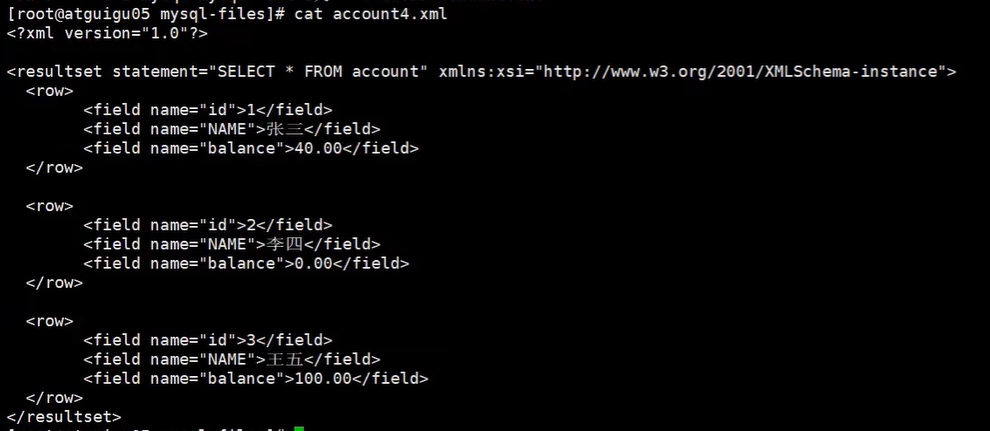 [root@atguigu05 mysql-files]# cat account4.xml
<?xml version="1.0"?>
<resultset statement="SELECT * FROM account" xmlns:xsi="http://www.w3.org/2001/XMLSchema-instance">
  <row>
        <field name="id">1</field>
        <field name="NAME">张三</field>
        <field name="balance">40.00</field>
  </row>
  <row>
        <field name="id">2</field>
        <field name="NAME">李四</field>
        <field name="balance">0.00</field>
  </row>
  <row>
        <field name="id">3</field>
        <field name="NAME">王五</field>
        <field name="balance">100.00</field>
  </row>
</resultset>